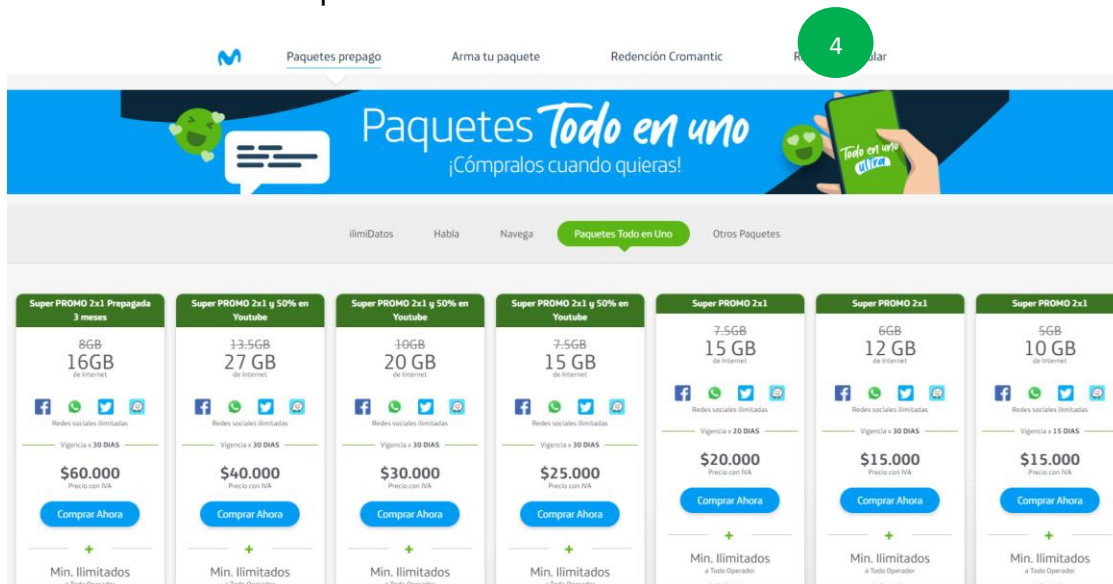 Paquetes prepago Arma tu paquete Redención Cromantic
4
Paquetes Todo en uno
¡Cómpralos cuando quieras!
Todo en uno
ultra
ilimiDatos Habla Navega Paquetes Todo en Uno Otros Paquetes
Super PROMO 2x1 Prepagada
3 meses
8GB
16GB
de Internet
Redes sociales Ilimitadas
Vigencia x 30 DIAS
$60.000
Precio con IVA
Comprar Ahora
+
Min. Ilimitados
a Todo Operador
Super PROMO 2x1 y 50% en
Youtube
13.5GB
27 GB
de Internet
Redes sociales Ilimitadas
Vigencia x 30 DIAS
$40.000
Precio con IVA
Comprar Ahora
+
Min. Ilimitados
a Todo Operador
Super PROMO 2x1 y 50% en
Youtube
10GB
20 GB
de Internet
Redes sociales Ilimitadas
Vigencia x 30 DIAS
$30.000
Precio con IVA
Comprar Ahora
+
Min. Ilimitados
a Todo Operador
Super PROMO 2x1 y 50% en
Youtube
7.5GB
15 GB
de Internet
Redes sociales Ilimitadas
Vigencia x 30 DIAS
$25.000
Precio con IVA
Comprar Ahora
+
Min. Ilimitados
a Todo Operador
Super PROMO 2x1
7.5GB
15 GB
de Internet
Redes sociales Ilimitadas
Vigencia x 20 DIAS
$20.000
Precio con IVA
Comprar Ahora
+
Min. Ilimitados
a Todo Operador
Super PROMO 2x1
6GB
12 GB
de Internet
Redes sociales Ilimitadas
Vigencia x 30 DIAS
$15.000
Precio con IVA
Comprar Ahora
+
Min. Ilimitados
a Todo Operador
Super PROMO 2x1
5GB
10 GB
de Internet
Redes sociales Ilimitadas
Vigencia x 15 DIAS
$15.000
Precio con IVA
Comprar Ahora
+
Min. Ilimitados
a Todo Operador